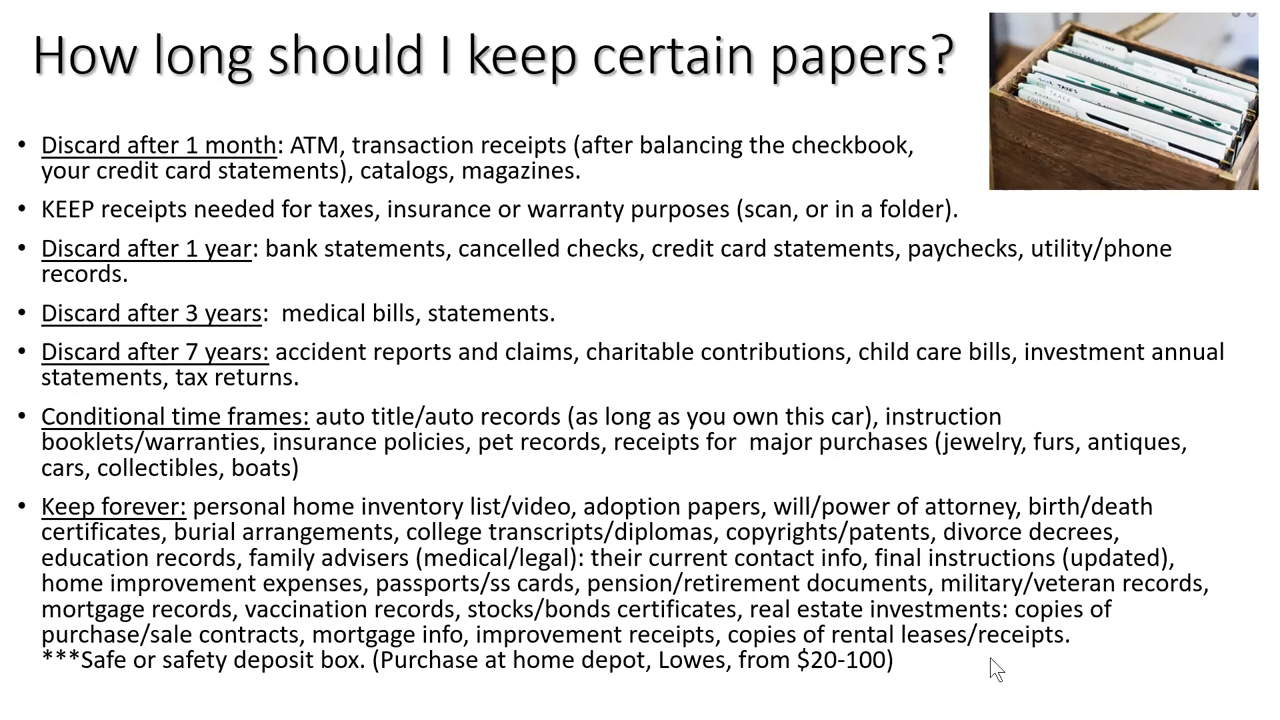 How long should I keep certain papers?
• Discard after 1 month: ATM, transaction receipts (after balancing the checkbook,
your credit card statements), catalogs, magazines.
• KEEP receipts needed for taxes, insurance or warranty purposes (scan, or in a folder).
• Discard after 1 year: bank statements, cancelled checks, credit card statements, paychecks, utility/phone
records.
• Discard after 3 years:  medical bills, statements.
• Discard after 7 years: accident reports and claims, charitable contributions, child care bills, investment annual
statements, tax returns.
• Conditional time frames: auto title/auto records (as long as you own this car), instruction
booklets/warranties, insurance policies, pet records, receipts for  major purchases (jewelry, furs, antiques,
cars, collectibles, boats)
• Keep forever: personal home inventory list/video, adoption papers, will/power of attorney, birth/death
certificates, burial arrangements, college transcripts/diplomas, copyrights/patents, divorce decrees,
education records, family advisers (medical/legal): their current contact info, final instructions (updated),
home improvement expenses, passports/ss cards, pension/retirement documents, military/veteran records,
mortgage records, vaccination records, stocks/bonds certificates, real estate investments: copies of
purchase/sale contracts, mortgage info, improvement receipts, copies of rental leases/receipts.
***Safe or safety deposit box. (Purchase at home depot, Lowes, from $20-100)